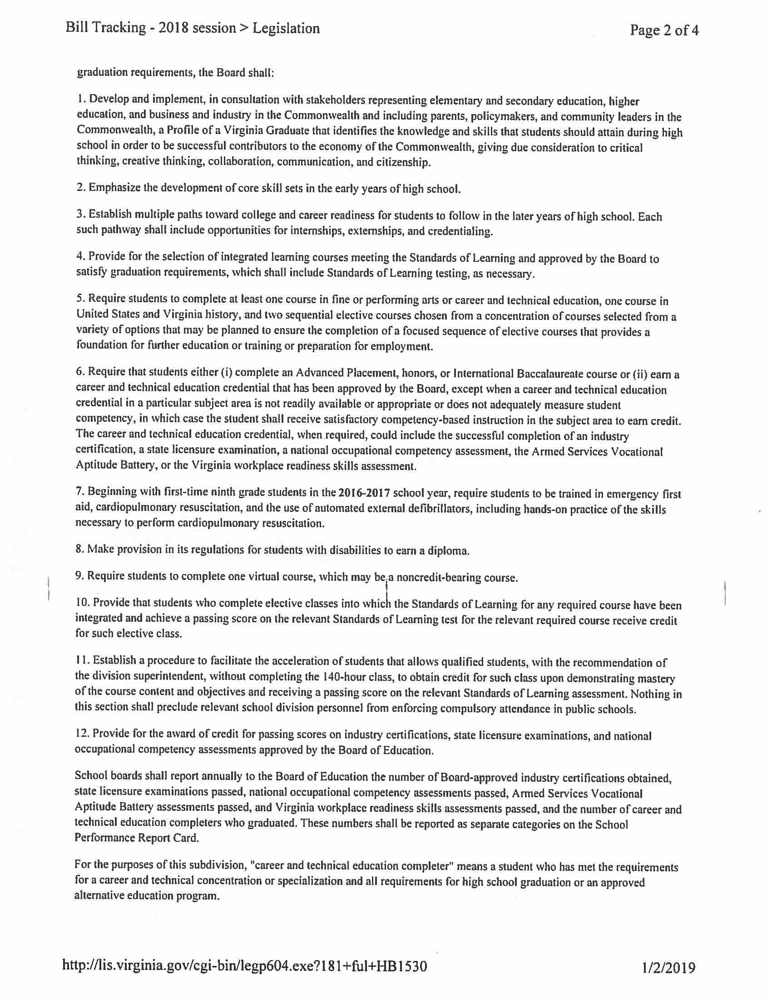 Bill Tracking - 2018 session > Legislation
Page 2 of 4
graduation requirements, the Board shall:
1. Develop and implement, in consultation with stakeholders representing elementary and secondary education, higher
education, and business and industry in the Commonwealth and including parents, policymakers, and community leaders in the
Commonwealth, a Profile of a Virginia Graduate that identifies the knowledge and skills that students should attain during high
school in order to be successful contributors to the economy of the Commonwealth, giving due consideration to critical
thinking, creative thinking, collaboration, communication, and citizenship.
2. Emphasize the development of core skill sets in the early years of high school.
3. Establish multiple paths toward college and career readiness for students to follow in the later years of high school. Each
such pathway shall include opportunities for internships, externships, and credentialing.
4. Provide for the selection of integrated learning courses meeting the Standards of Learning and approved by the Board to
satisfy graduation requirements, which shall include Standards of Learning testing, as necessary.
5. Require students to complete at least one course in fine or performing arts or career and technical education, one course in
United States and Virginia history, and two sequential elective courses chosen from a concentration of courses selected from a
variety of options that may be planned to ensure the completion of a focused sequence of elective courses that provides a
foundation for further education or training or preparation for employment.
6. Require that students either (i) complete an Advanced Placement, honors, or International Baccalaureate course or (ii) earn a
career and technical education credential that has been approved by the Board, except when a career and technical education
credential in a particular subject area is not readily available or appropriate or does not adequately measure student
competency, in which case the student shall receive satisfactory competency-based instruction in the subject area to earn credit.
The career and technical education credential, when required, could include the successful completion of an industry
certification, a state licensure examination, a national occupational competency assessment, the Armed Services Vocational
Aptitude Battery, or the Virginia workplace readiness skills assessment.
7. Beginning with first-time ninth grade students in the 2016-2017 school year, require students to be trained in emergency first
aid, cardiopulmonary resuscitation, and the use of automated external defibrillators, including hands-on practice of the skills
necessary to perform cardiopulmonary resuscitation.
8. Make provision in its regulations for students with disabilities to earn a diploma.
9. Require students to complete one virtual course, which may be a noncredit-bearing course.
10. Provide that students who complete elective classes into which the Standards of Learning for any required course have been
integrated and achieve a passing score on the relevant Standards of Learning test for the relevant required course receive credit
for such elective class.
11. Establish a procedure to facilitate the acceleration of students that allows qualified students, with the recommendation of
the division superintendent, without completing the 140-hour class, to obtain credit for such class upon demonstrating mastery
of the course content and objectives and receiving a passing score on the relevant Standards of Learning assessment. Nothing in
this section shall preclude relevant school division personnel from enforcing compulsory attendance in public schools.
12. Provide for the award of credit for passing scores on industry certifications, state licensure examinations, and national
occupational competency assessments approved by the Board of Education.
School boards shall report annually to the Board of Education the number of Board-approved industry certifications obtained,
state licensure examinations passed, national occupational competency assessments passed, Armed Services Vocational
Aptitude Battery assessments passed, and Virginia workplace readiness skills assessments passed, and the number of career and
technical education completers who graduated. These numbers shall be reported as separate categories on the School
Performance Report Card.
For the purposes of this subdivision, "career and technical education completer" means a student who has met the requirements
for a career and technical concentration or specialization and all requirements for high school graduation or an approved
alternative education program.
http://lis.virginia.gov/cgi-bin/legp604.exe?181+ful+HB1530
1/2/2019